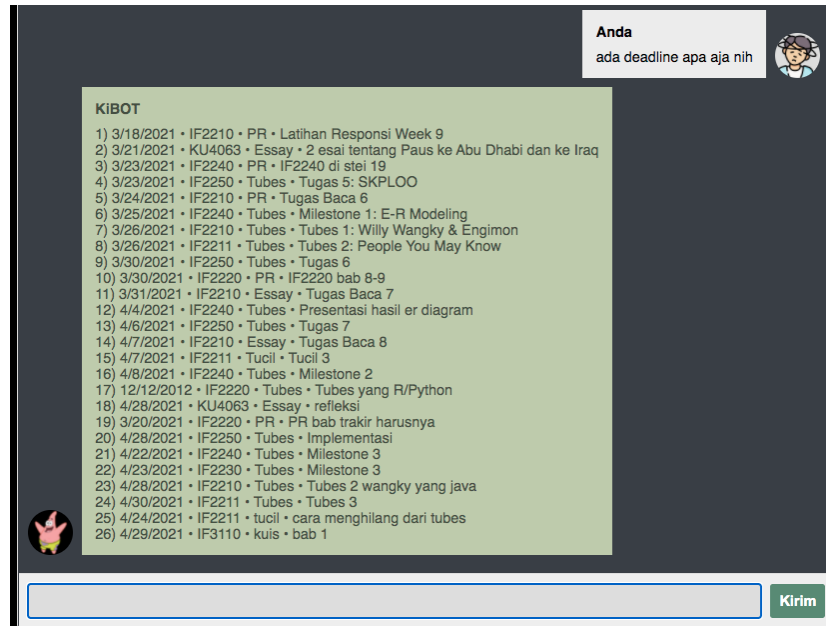 Anda
ada deadline apa aja nih
KiBOT
1) 3/18/2021 • IF2210 • PR • Latihan Responsi Week 9
2) 3/21/2021 • KU4063 • Essay • 2 esai tentang Paus ke Abu Dhabi dan ke Iraq
3) 3/23/2021 • IF2240 • PR • IF2240 di stei 19
4) 3/23/2021 • IF2250 • Tubes • Tugas 5: SKPLOO
5) 3/24/2021 • IF2210 • PR • Tugas Baca 6
6) 3/25/2021 • IF2240 • Tubes • Milestone 1: E-R Modeling
7) 3/26/2021 • IF2210 • Tubes • Tubes 1: Willy Wangky & Engimon
8) 3/26/2021 • IF2211 • Tubes • Tubes 2: People You May Know
9) 3/30/2021 • IF2250 • Tubes • Tugas 6
10) 3/30/2021 • IF2220 • PR • IF2220 bab 8-9
11) 3/31/2021 • IF2210 • Essay • Tugas Baca 7
12) 4/4/2021 • IF2240 • Tubes • Presentasi hasil er diagram
13) 4/6/2021 • IF2250 • Tubes • Tugas 7
14) 4/7/2021 • IF2210 • Essay • Tugas Baca 8
15) 4/7/2021 • IF2211 • Tucil • Tucil 3
16) 4/8/2021 • IF2240 • Tubes • Milestone 2
17) 12/12/2012 • IF2220 • Tubes • Tubes yang R/Python
18) 4/28/2021 • KU4063 • Essay • refleksi
19) 3/20/2021 • IF2220 • PR • PR bab trakir harusnya
20) 4/28/2021 • IF2250 • Tubes • Implementasi
21) 4/22/2021 • IF2240 • Tubes • Milestone 3
22) 4/23/2021 • IF2230 • Tubes • Milestone 3
23) 4/28/2021 • IF2210 • Tubes • Tubes 2 wangky yang java
24) 4/30/2021 • IF2211 • Tubes • Tubes 3
25) 4/24/2021 • IF2211 • tucil • cara menghilang dari tubes
26) 4/29/2021 • IF3110 • kuis • bab 1
Kirim